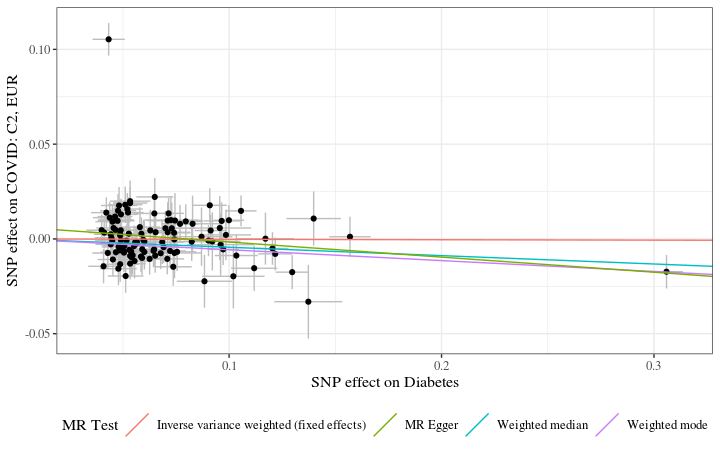 SNP effect on COVID: C2, EUR
0.10
0.05
0.00
-0.05
0.1
0.2
0.3
SNP effect on Diabetes
MR Test
Inverse variance weighted (fixed effects)
MR Egger
Weighted median
Weighted mode